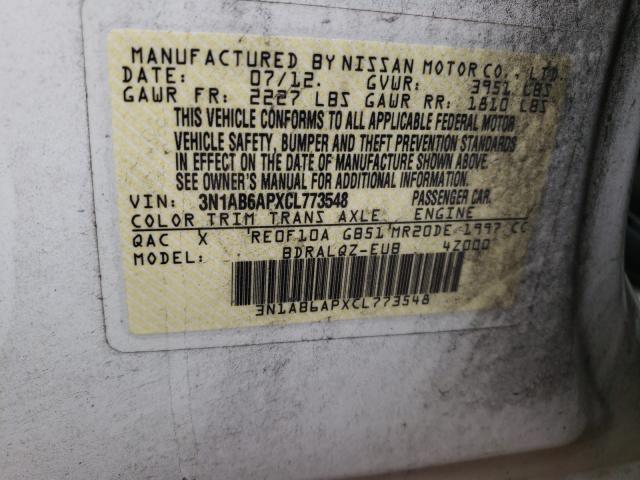 MANUFACTURED BY NISSAN MOTOR CO., LTD.
DATE: 07/12. GVWR: 3951 LBS
GAWR FR: 2227 LBS GAWR RR: 1810 LBS
THIS VEHICLE CONFORMS TO ALL APPLICABLE FEDERAL MOTOR
VEHICLE SAFETY, BUMPER AND THEFT PREVENTION STANDARDS
IN EFFECT ON THE DATE OF MANUFACTURE SHOWN ABOVE.
SEE OWNER'S MANUAL FOR ADDITIONAL INFORMATION.
VIN: 3N1AB6APXCL773548 PASSENGER CAR.
COLOR TRIM TRANS AXLE ENGINE
QAC X RE0F10A GB51 MR20DE 1997 CC
MODEL: BDRALQZ-EUB 4Z000
3N1AB6APXCL773548